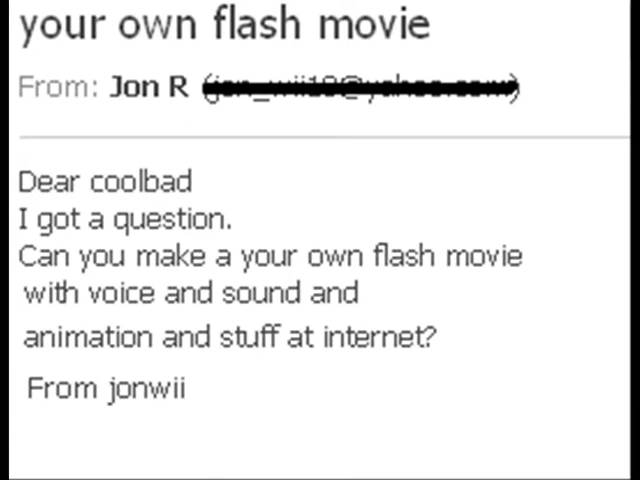 your own flash movie
From: Jon R
Dear coolbad
I got a question.
Can you make a your own flash movie
with voice and sound and
animation and stuff at internet?
From jonwii